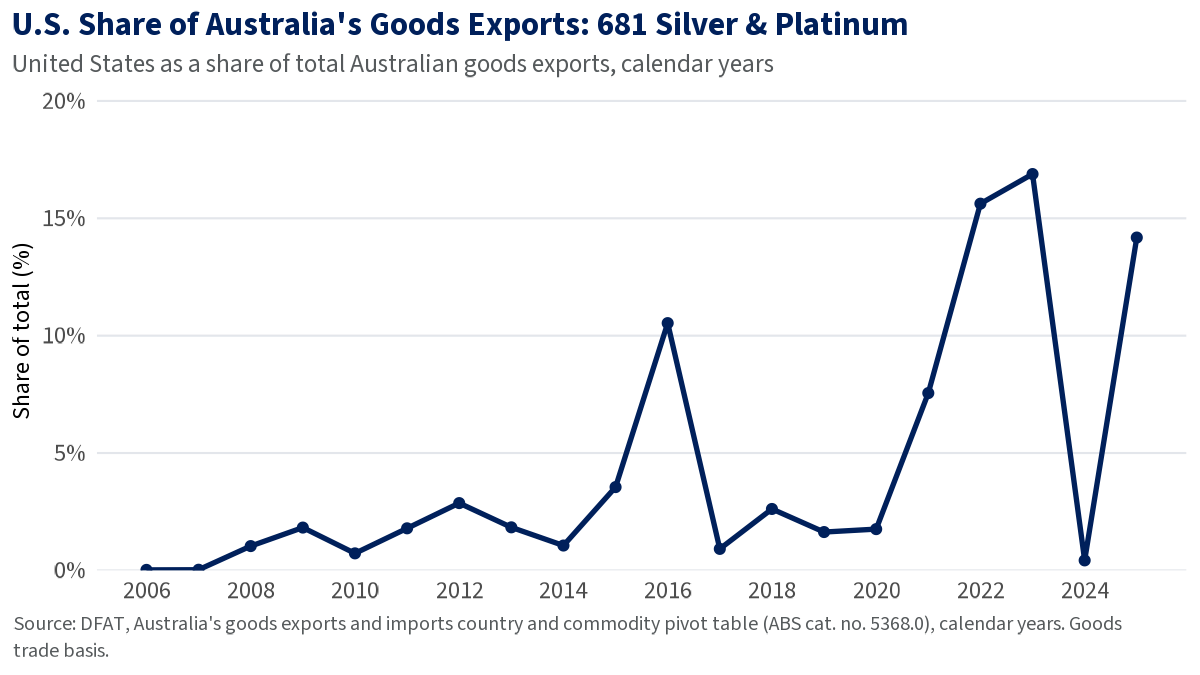 U.S. Share of Australia's Goods Exports: 681 Silver & Platinum
United States as a share of total Australian goods exports, calendar years
20%
15%
10%
5%
0%
Share of total (%)
2006 2008 2010 2012 2014 2016 2018 2020 2022 2024
Source: DFAT, Australia's goods exports and imports country and commodity pivot table (ABS cat. no. 5368.0), calendar years. Goods
trade basis.